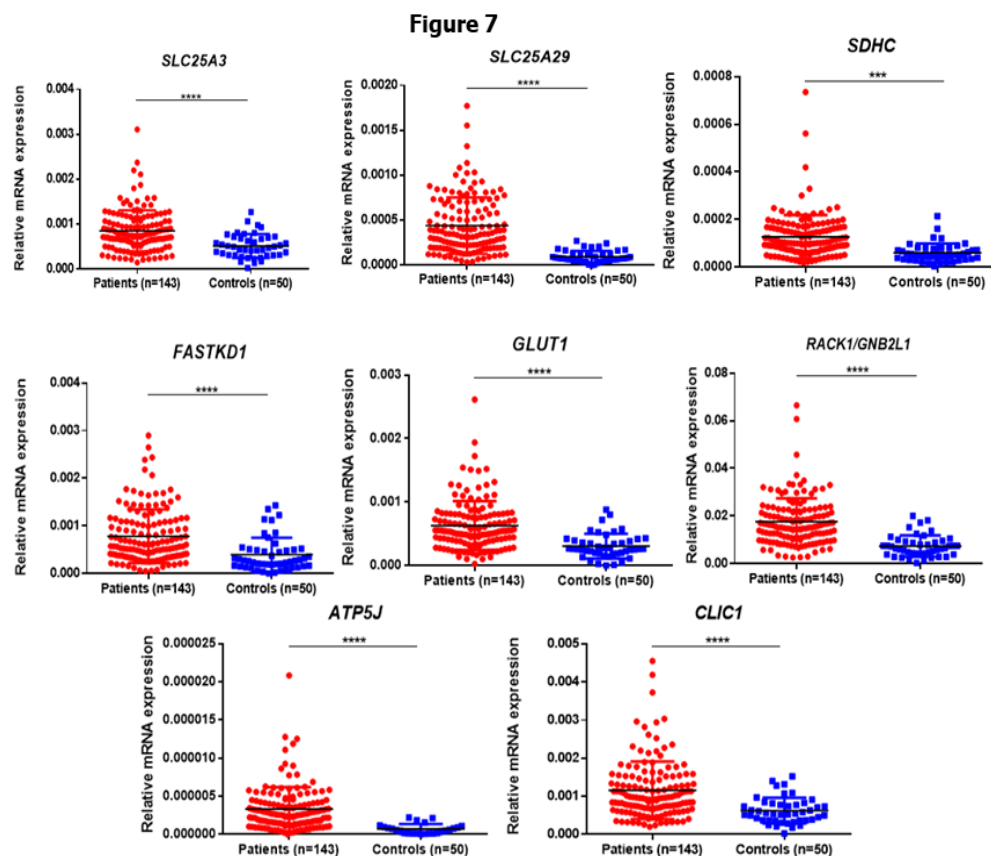 Figure 7
SLC25A3
Relative mRNA expression
0.004
0.003
0.002
0.001
0.000
****
Patients (n=143)
Controls (n=50)
SLC25A29
Relative mRNA expression
0.0020
0.0015
0.0010
0.0005
0.0000
****
Patients (n=143)
Controls (n=50)
SDHC
Relative mRNA expression
0.0008
0.0006
0.0004
0.0002
0.0000
***
Patients (n=143)
Controls (n=50)
FASTKD1
Relative mRNA expression
0.004
0.003
0.002
0.001
0.000
****
Patients (n=143)
Controls (n=50)
GLUT1
Relative mRNA expression
0.003
0.002
0.001
0.000
****
Patients (n=143)
Controls (n=50)
RACK1/GNB2L1
Relative mRNA expression
0.08
0.06
0.04
0.02
0.00
****
Patients (n=143)
Controls (n=50)
ATP5J
Relative mRNA expression
0.000025
0.000020
0.000015
0.000010
0.000005
0.000000
****
Patients (n=143)
Controls (n=50)
CLIC1
Relative mRNA expression
0.005
0.004
0.003
0.002
0.001
0.000
****
Patients (n=143)
Controls (n=50)